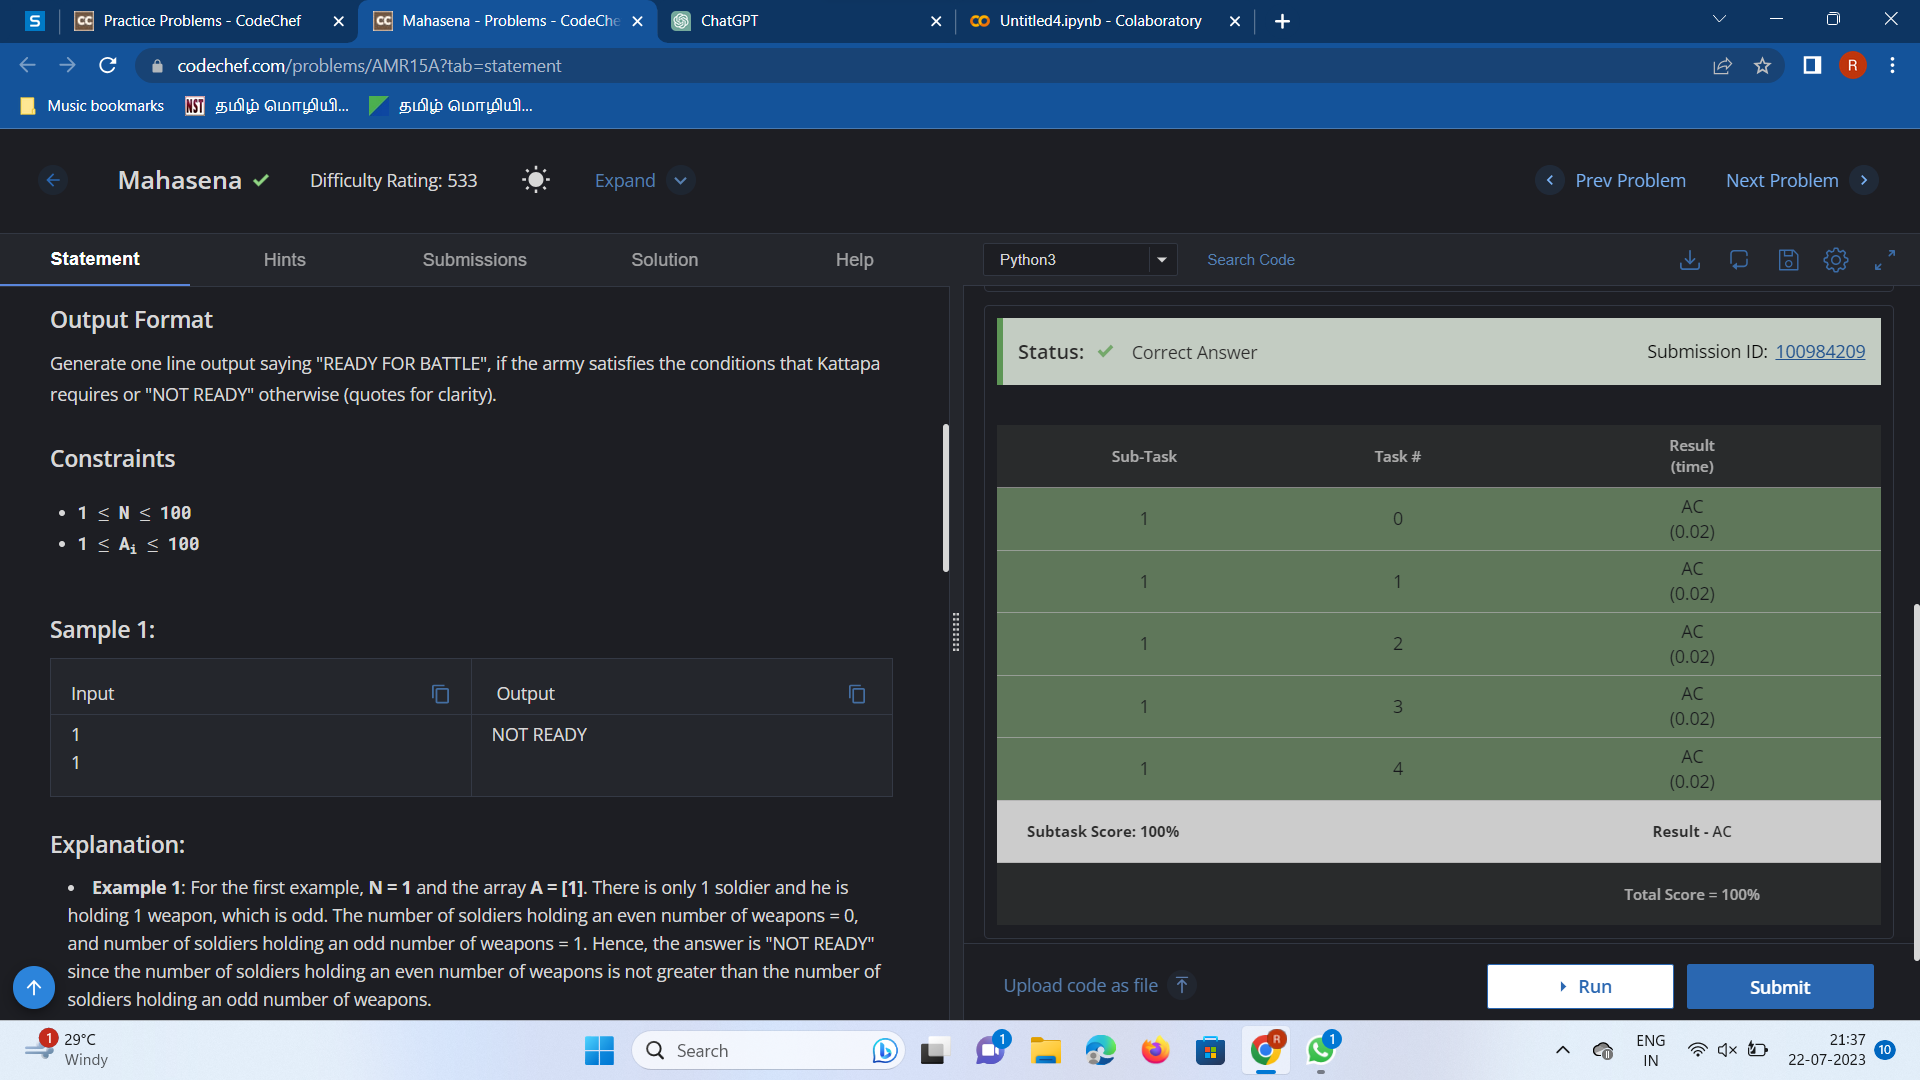 S
CC Practice Problems - CodeChef
CC Mahasena - Problems - CodeChe
ChatGPT
CO Untitled4.ipynb - Colaboratory
codechef.com/problems/AMR15A?tab=statement
R
Music bookmarks
NST தமிழ் மொழியி...
தமிழ் மொழியி...
Mahasena
Difficulty Rating: 533
Expand
Prev Problem
Next Problem
Statement
Hints
Submissions
Solution
Help
Python3
Search Code
Output Format
Generate one line output saying "READY FOR BATTLE", if the army satisfies the conditions that Kattapa
requires or "NOT READY" otherwise (quotes for clarity).
Constraints
• 1 ≤ N ≤ 100
• 1 ≤ Aᵢ ≤ 100
Sample 1:
Input
Output
1
NOT READY
1
Explanation:
• Example 1: For the first example, N = 1 and the array A = [1]. There is only 1 soldier and he is
holding 1 weapon, which is odd. The number of soldiers holding an even number of weapons = 0,
and number of soldiers holding an odd number of weapons = 1. Hence, the answer is "NOT READY"
since the number of soldiers holding an even number of weapons is not greater than the number of
soldiers holding an odd number of weapons.
Status: Correct Answer
Submission ID: 100984209
Sub-Task
Task #
Result
(time)
1 0 AC
(0.02)
1 1 AC
(0.02)
1 2 AC
(0.02)
1 3 AC
(0.02)
1 4 AC
(0.02)
Subtask Score: 100%
Result - AC
Total Score = 100%
Upload code as file
Run
Submit
1
29°C
Windy
Search
1
R
1
ENG
IN
21:37
22-07-2023
10